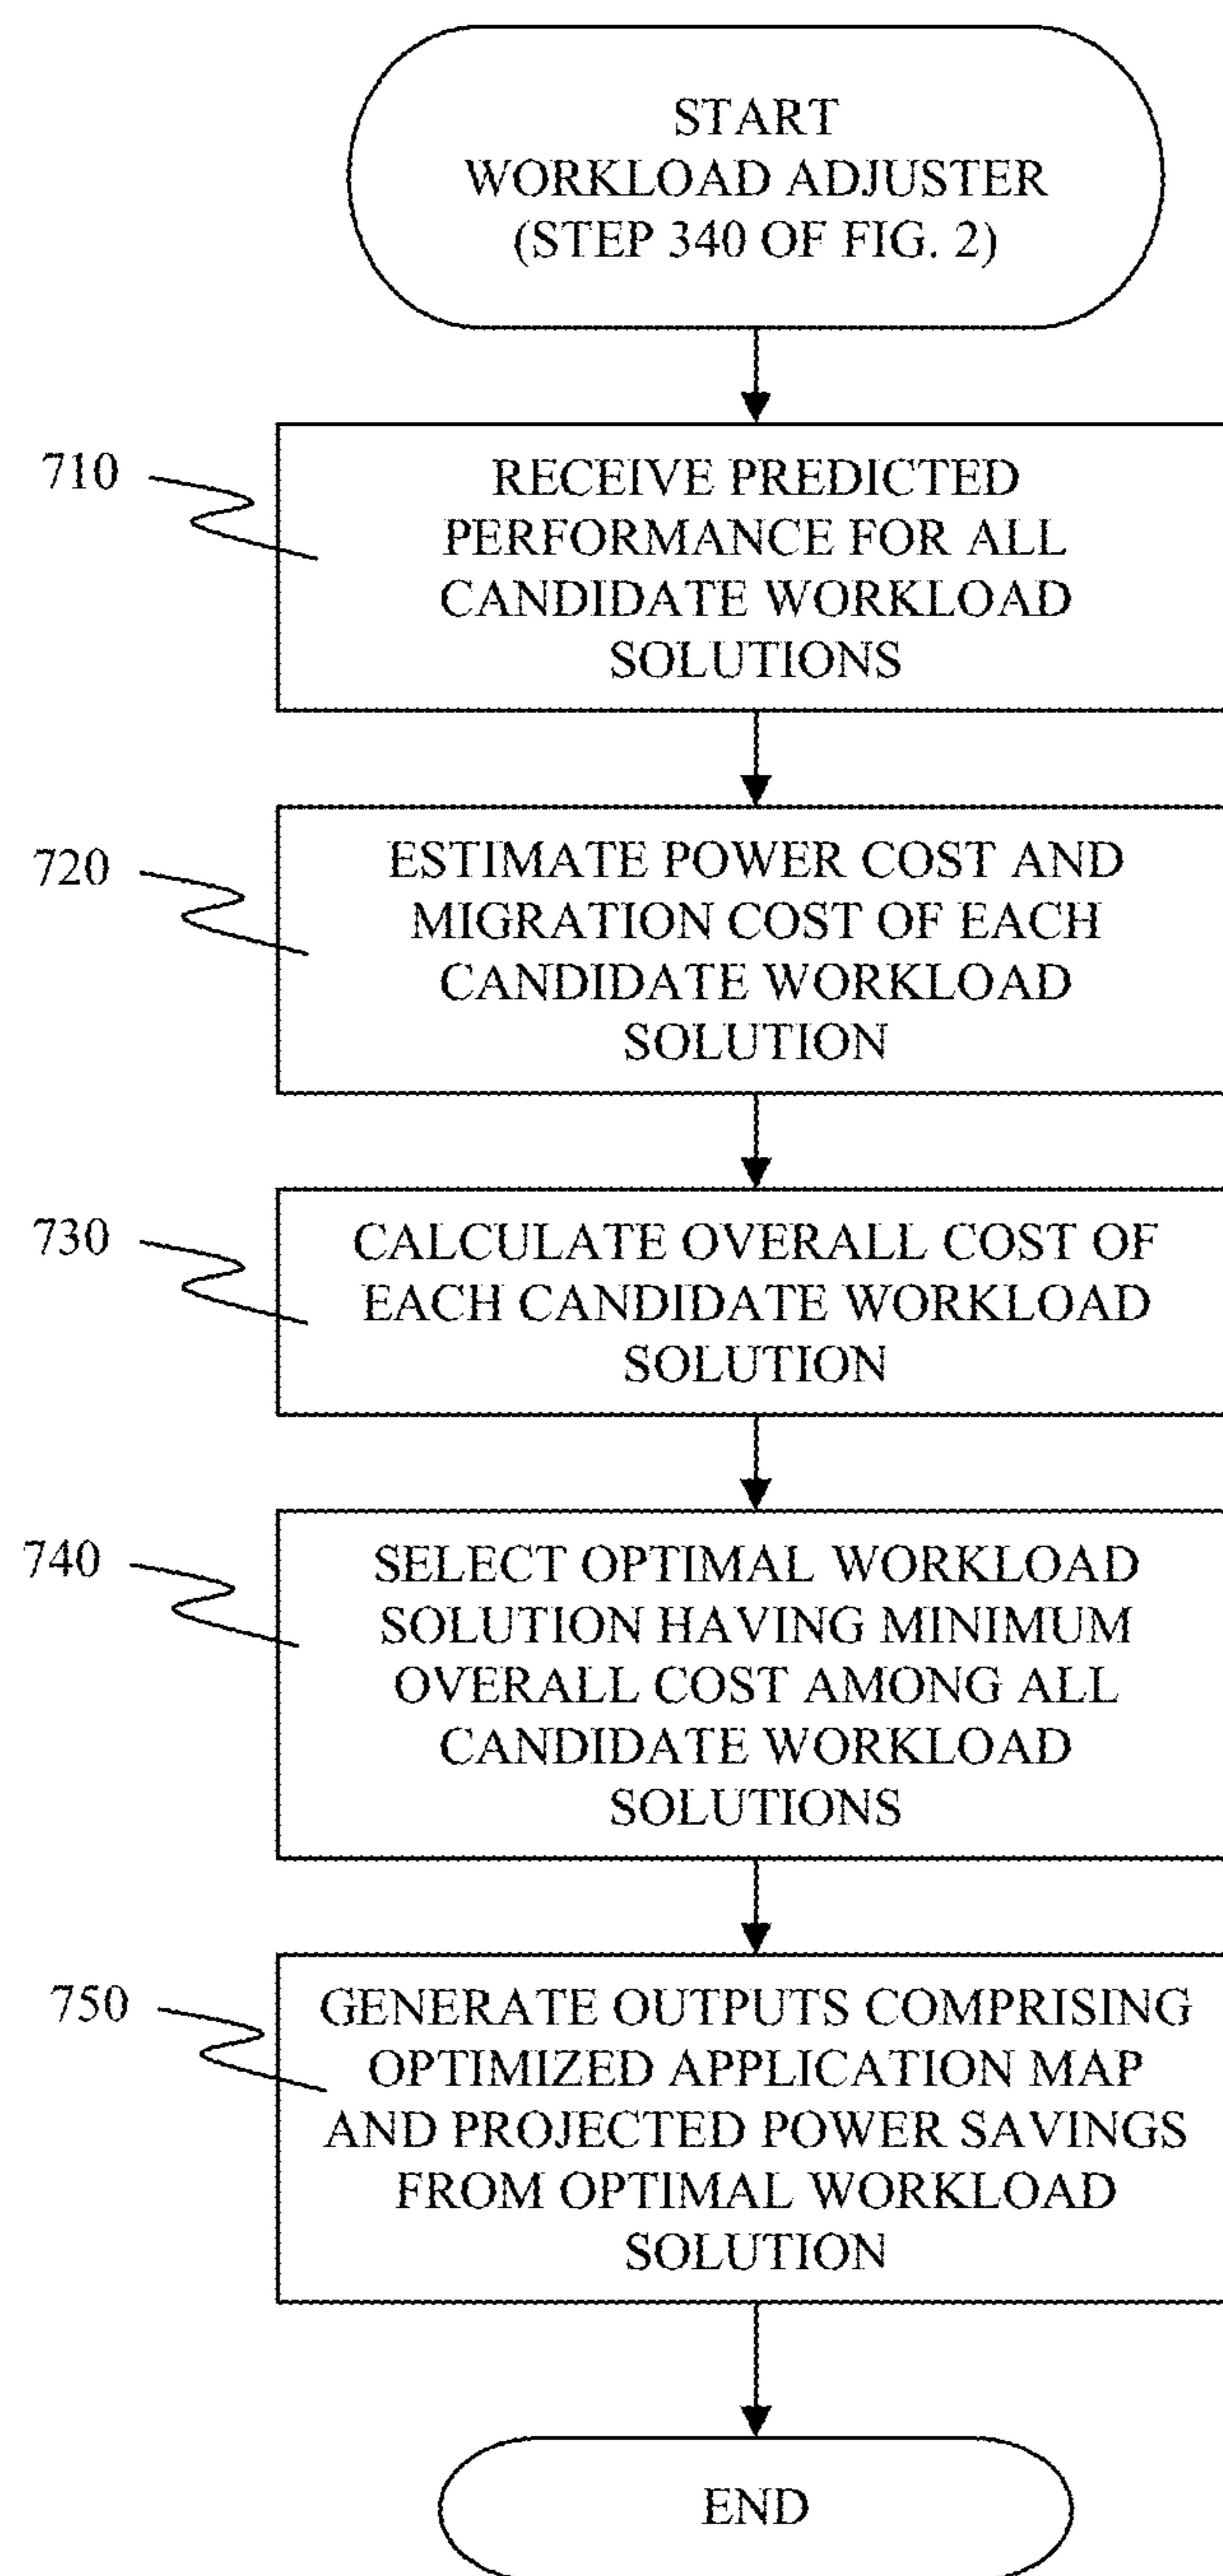 START
WORKLOAD ADJUSTER
(STEP 340 OF FIG. 2)
710
RECEIVE PREDICTED
PERFORMANCE FOR ALL
CANDIDATE WORKLOAD
SOLUTIONS
720
ESTIMATE POWER COST AND
MIGRATION COST OF EACH
CANDIDATE WORKLOAD
SOLUTION
730
CALCULATE OVERALL COST OF
EACH CANDIDATE WORKLOAD
SOLUTION
740
SELECT OPTIMAL WORKLOAD
SOLUTION HAVING MINIMUM
OVERALL COST AMONG ALL
CANDIDATE WORKLOAD
SOLUTIONS
750
GENERATE OUTPUTS COMPRISING
OPTIMIZED APPLICATION MAP
AND PROJECTED POWER SAVINGS
FROM OPTIMAL WORKLOAD
SOLUTION
END